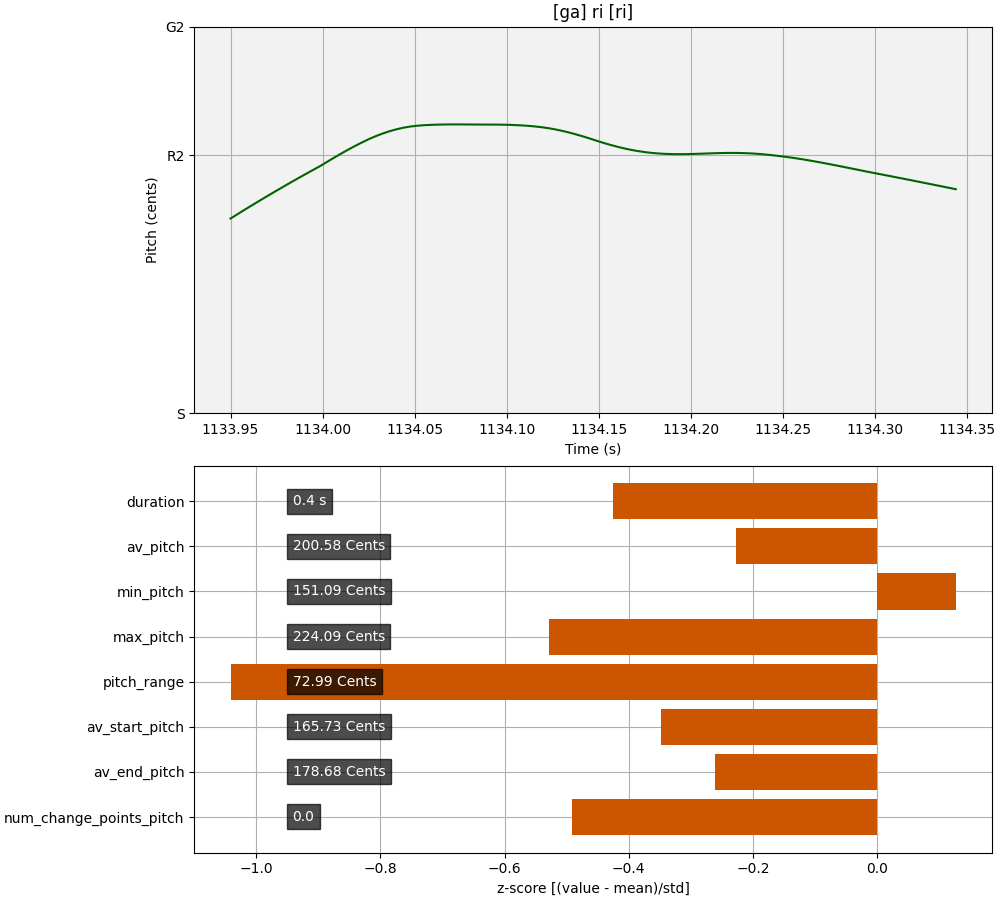 [ga] ri [ri]
G2
R2
S
Pitch (cents)
1133.95 1134.00 1134.05 1134.10 1134.15 1134.20 1134.25 1134.30 1134.35
Time (s)
duration 0.4 s
av_pitch 200.58 Cents
min_pitch 151.09 Cents
max_pitch 224.09 Cents
pitch_range 72.99 Cents
av_start_pitch 165.73 Cents
av_end_pitch 178.68 Cents
num_change_points_pitch 0.0
−1.0 −0.8 −0.6 −0.4 −0.2 0.0
z-score [(value - mean)/std]